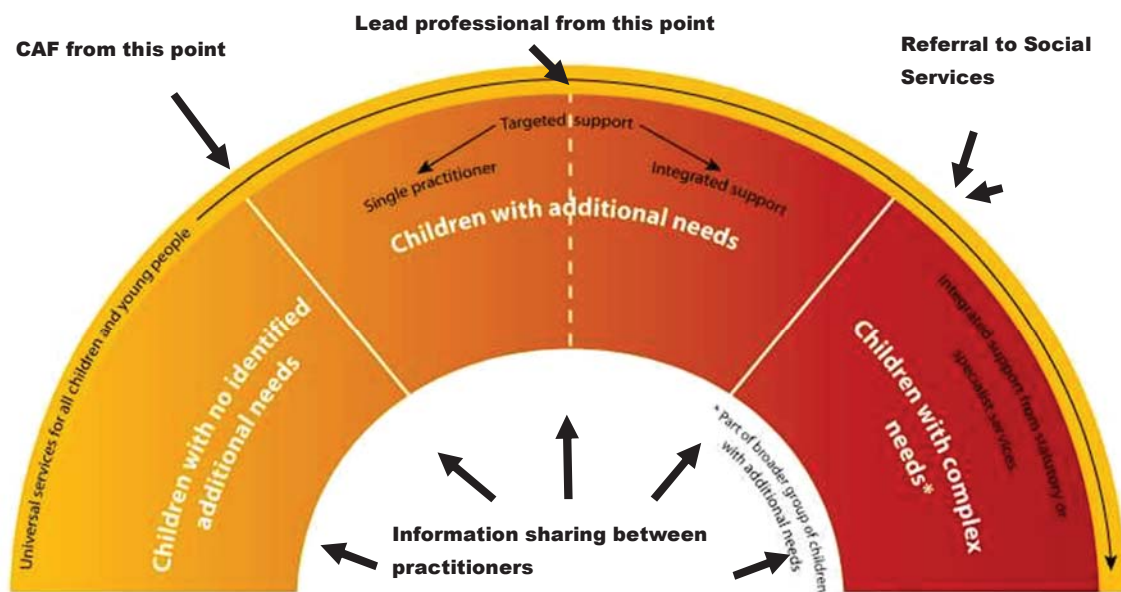 Lead professional from this point
CAF from this point
Referral to Social
Services
Universal services for all children and young people
Targeted support
Single practitioner
Integrated support
Children with additional needs
Children with no identified
additional needs
Children with complex
needs*
Integrated support from statutory or
specialist services
* Part of broader group of children
with additional needs
Information sharing between
practitioners